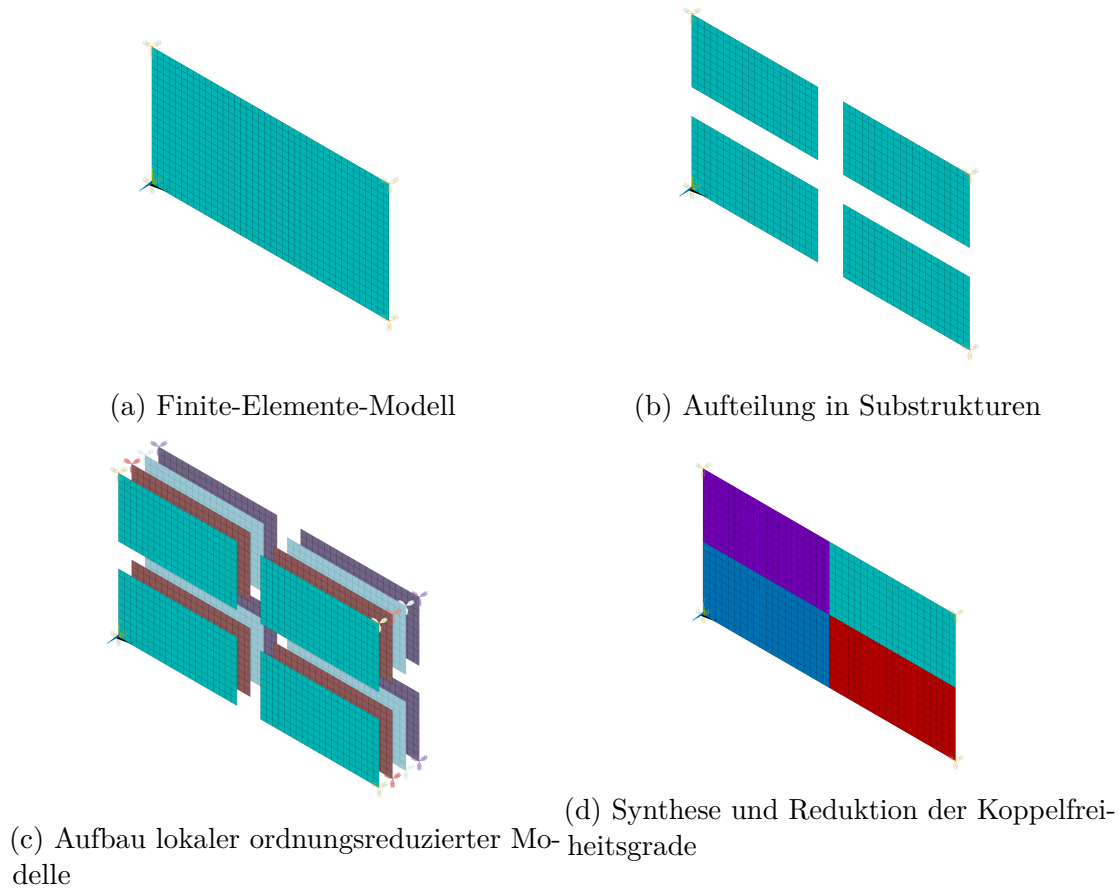 (a) Finite-Elemente-Modell
(b) Aufteilung in Substrukturen
(c) Aufbau lokaler ordnungsreduzierter Mo-
delle
(d) Synthese und Reduktion der Koppelfrei-
heitsgrade